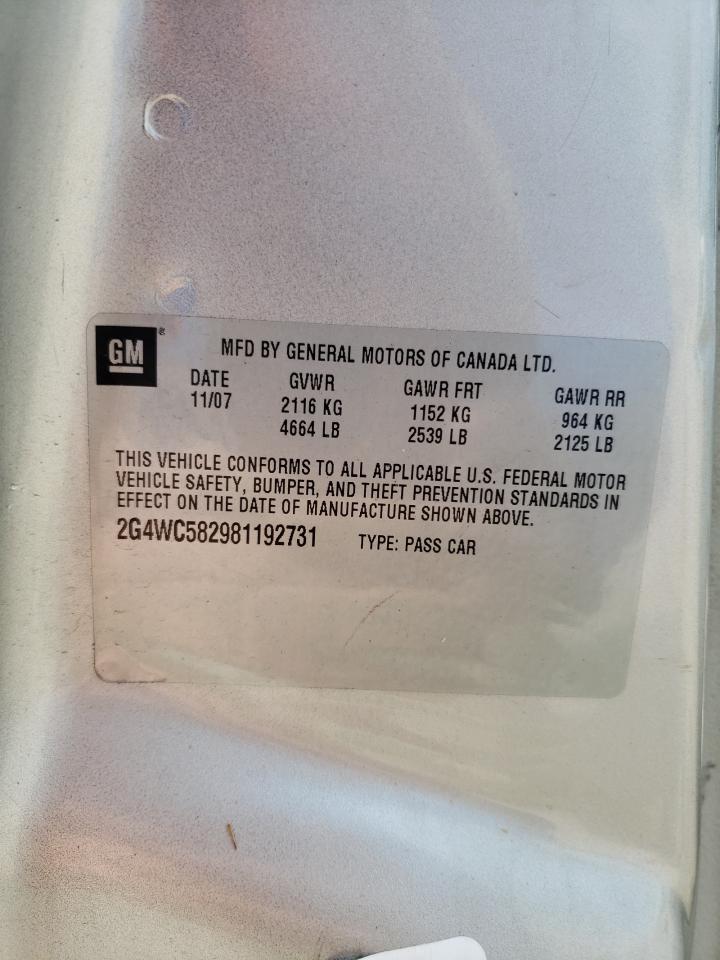 GM®
MFD BY GENERAL MOTORS OF CANADA LTD.
DATE GVWR GAWR FRT GAWR RR
11/07 2116 KG 1152 KG 964 KG
4664 LB 2539 LB 2125 LB
THIS VEHICLE CONFORMS TO ALL APPLICABLE U.S. FEDERAL MOTOR
VEHICLE SAFETY, BUMPER, AND THEFT PREVENTION STANDARDS IN
EFFECT ON THE DATE OF MANUFACTURE SHOWN ABOVE.
2G4WC582981192731 TYPE: PASS CAR